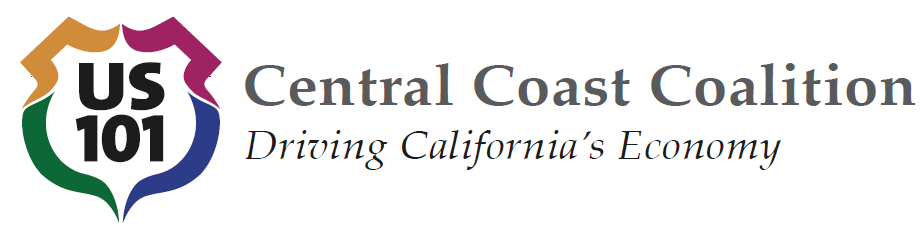 US
101
Central Coast Coalition
Driving California's Economy